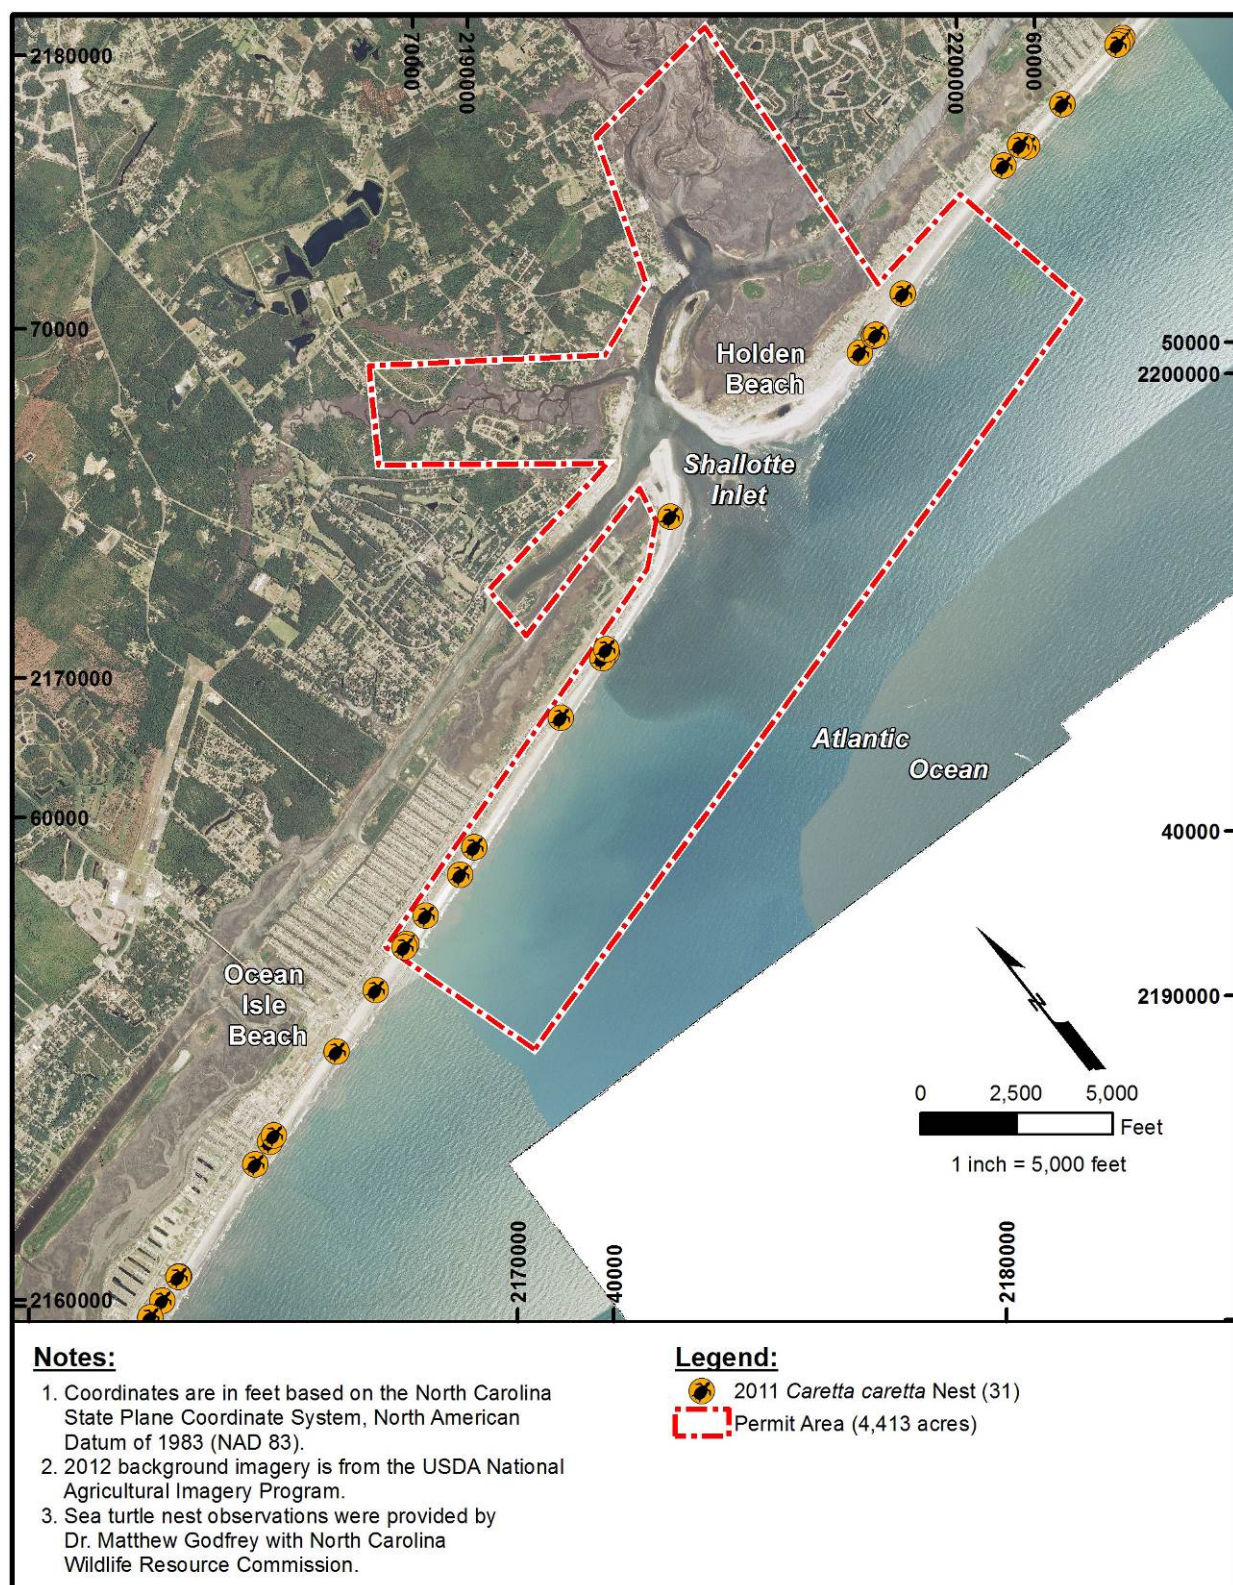 70000
2190000
2200000
60000
2180000
70000
50000
2200000
Holden
Beach
Shallotte
Inlet
2170000
Atlantic
Ocean
60000
40000
Ocean
Isle
Beach
2190000
N
0 2,500 5,000
Feet
1 inch = 5,000 feet
2170000
40000
2180000
2160000
Notes:
1. Coordinates are in feet based on the North Carolina
State Plane Coordinate System, North American
Datum of 1983 (NAD 83).
2. 2012 background imagery is from the USDA National
Agricultural Imagery Program.
3. Sea turtle nest observations were provided by
Dr. Matthew Godfrey with North Carolina
Wildlife Resource Commission.
Legend:
2011 Caretta caretta Nest (31)
Permit Area (4,413 acres)